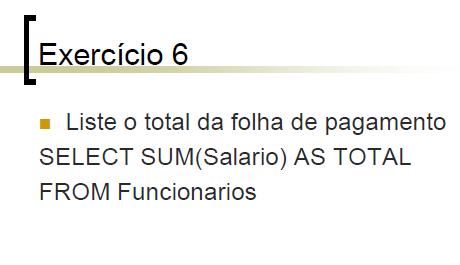 Exercício 6
Liste o total da folha de pagamento
SELECT SUM(Salario) AS TOTAL
FROM Funcionarios